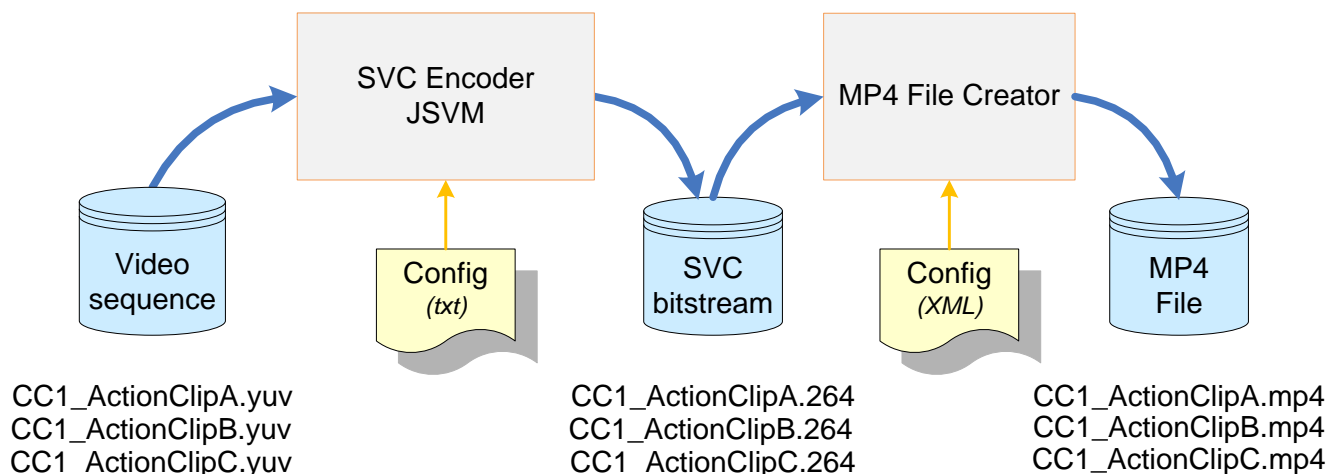 SVC Encoder
JSVM
MP4 File Creator
Video
sequence
Config
(txt)
SVC
bitstream
Config
(XML)
MP4
File
CC1_ActionClipA.yuv
CC1_ActionClipB.yuv
CC1_ActionClipC.yuv
CC1_ActionClipA.264
CC1_ActionClipB.264
CC1_ActionClipC.264
CC1_ActionClipA.mp4
CC1_ActionClipB.mp4
CC1_ActionClipC.mp4